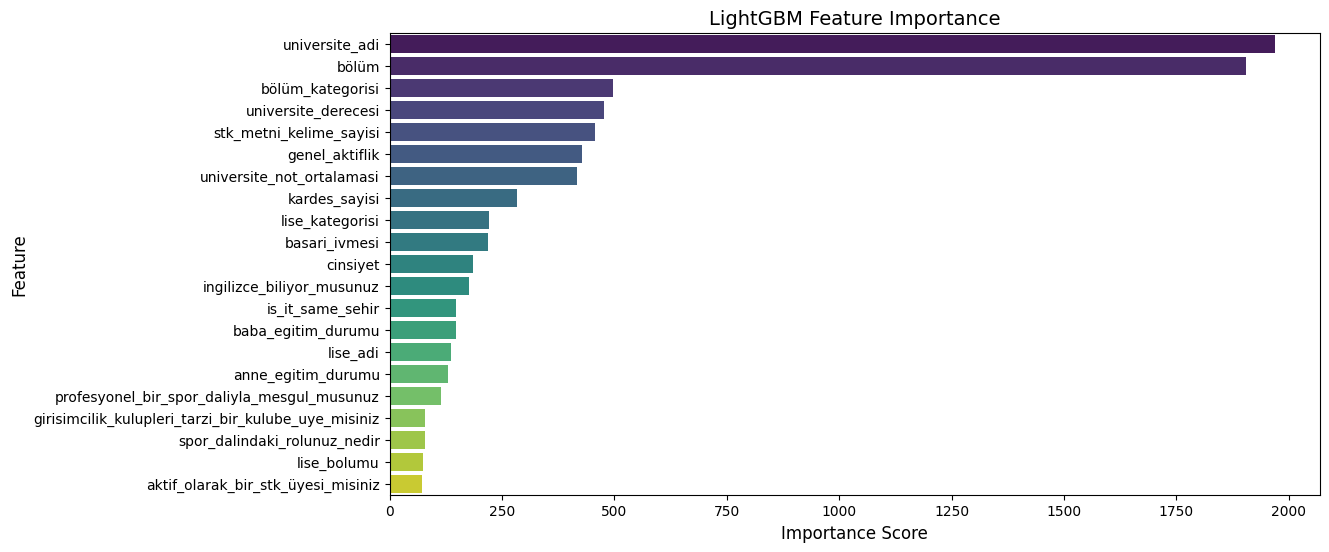 LightGBM Feature Importance
universite_adi
bölüm
bölüm_kategorisi
universite_derecesi
stk_metni_kelime_sayisi
genel_aktiflik
universite_not_ortalamasi
kardes_sayisi
lise_kategorisi
basari_ivmesi
cinsiyet
ingilizce_biliyor_musunuz
is_it_same_sehir
baba_egitim_durumu
lise_adi
anne_egitim_durumu
profesyonel_bir_spor_daliyla_mesgul_musunuz
girisimcilik_kulupleri_tarzi_bir_kulube_uye_misiniz
spor_dalindaki_rolunuz_nedir
lise_bolumu
aktif_olarak_bir_stk_üyesi_misiniz
Feature
0 250 500 750 1000 1250 1500 1750 2000
Importance Score